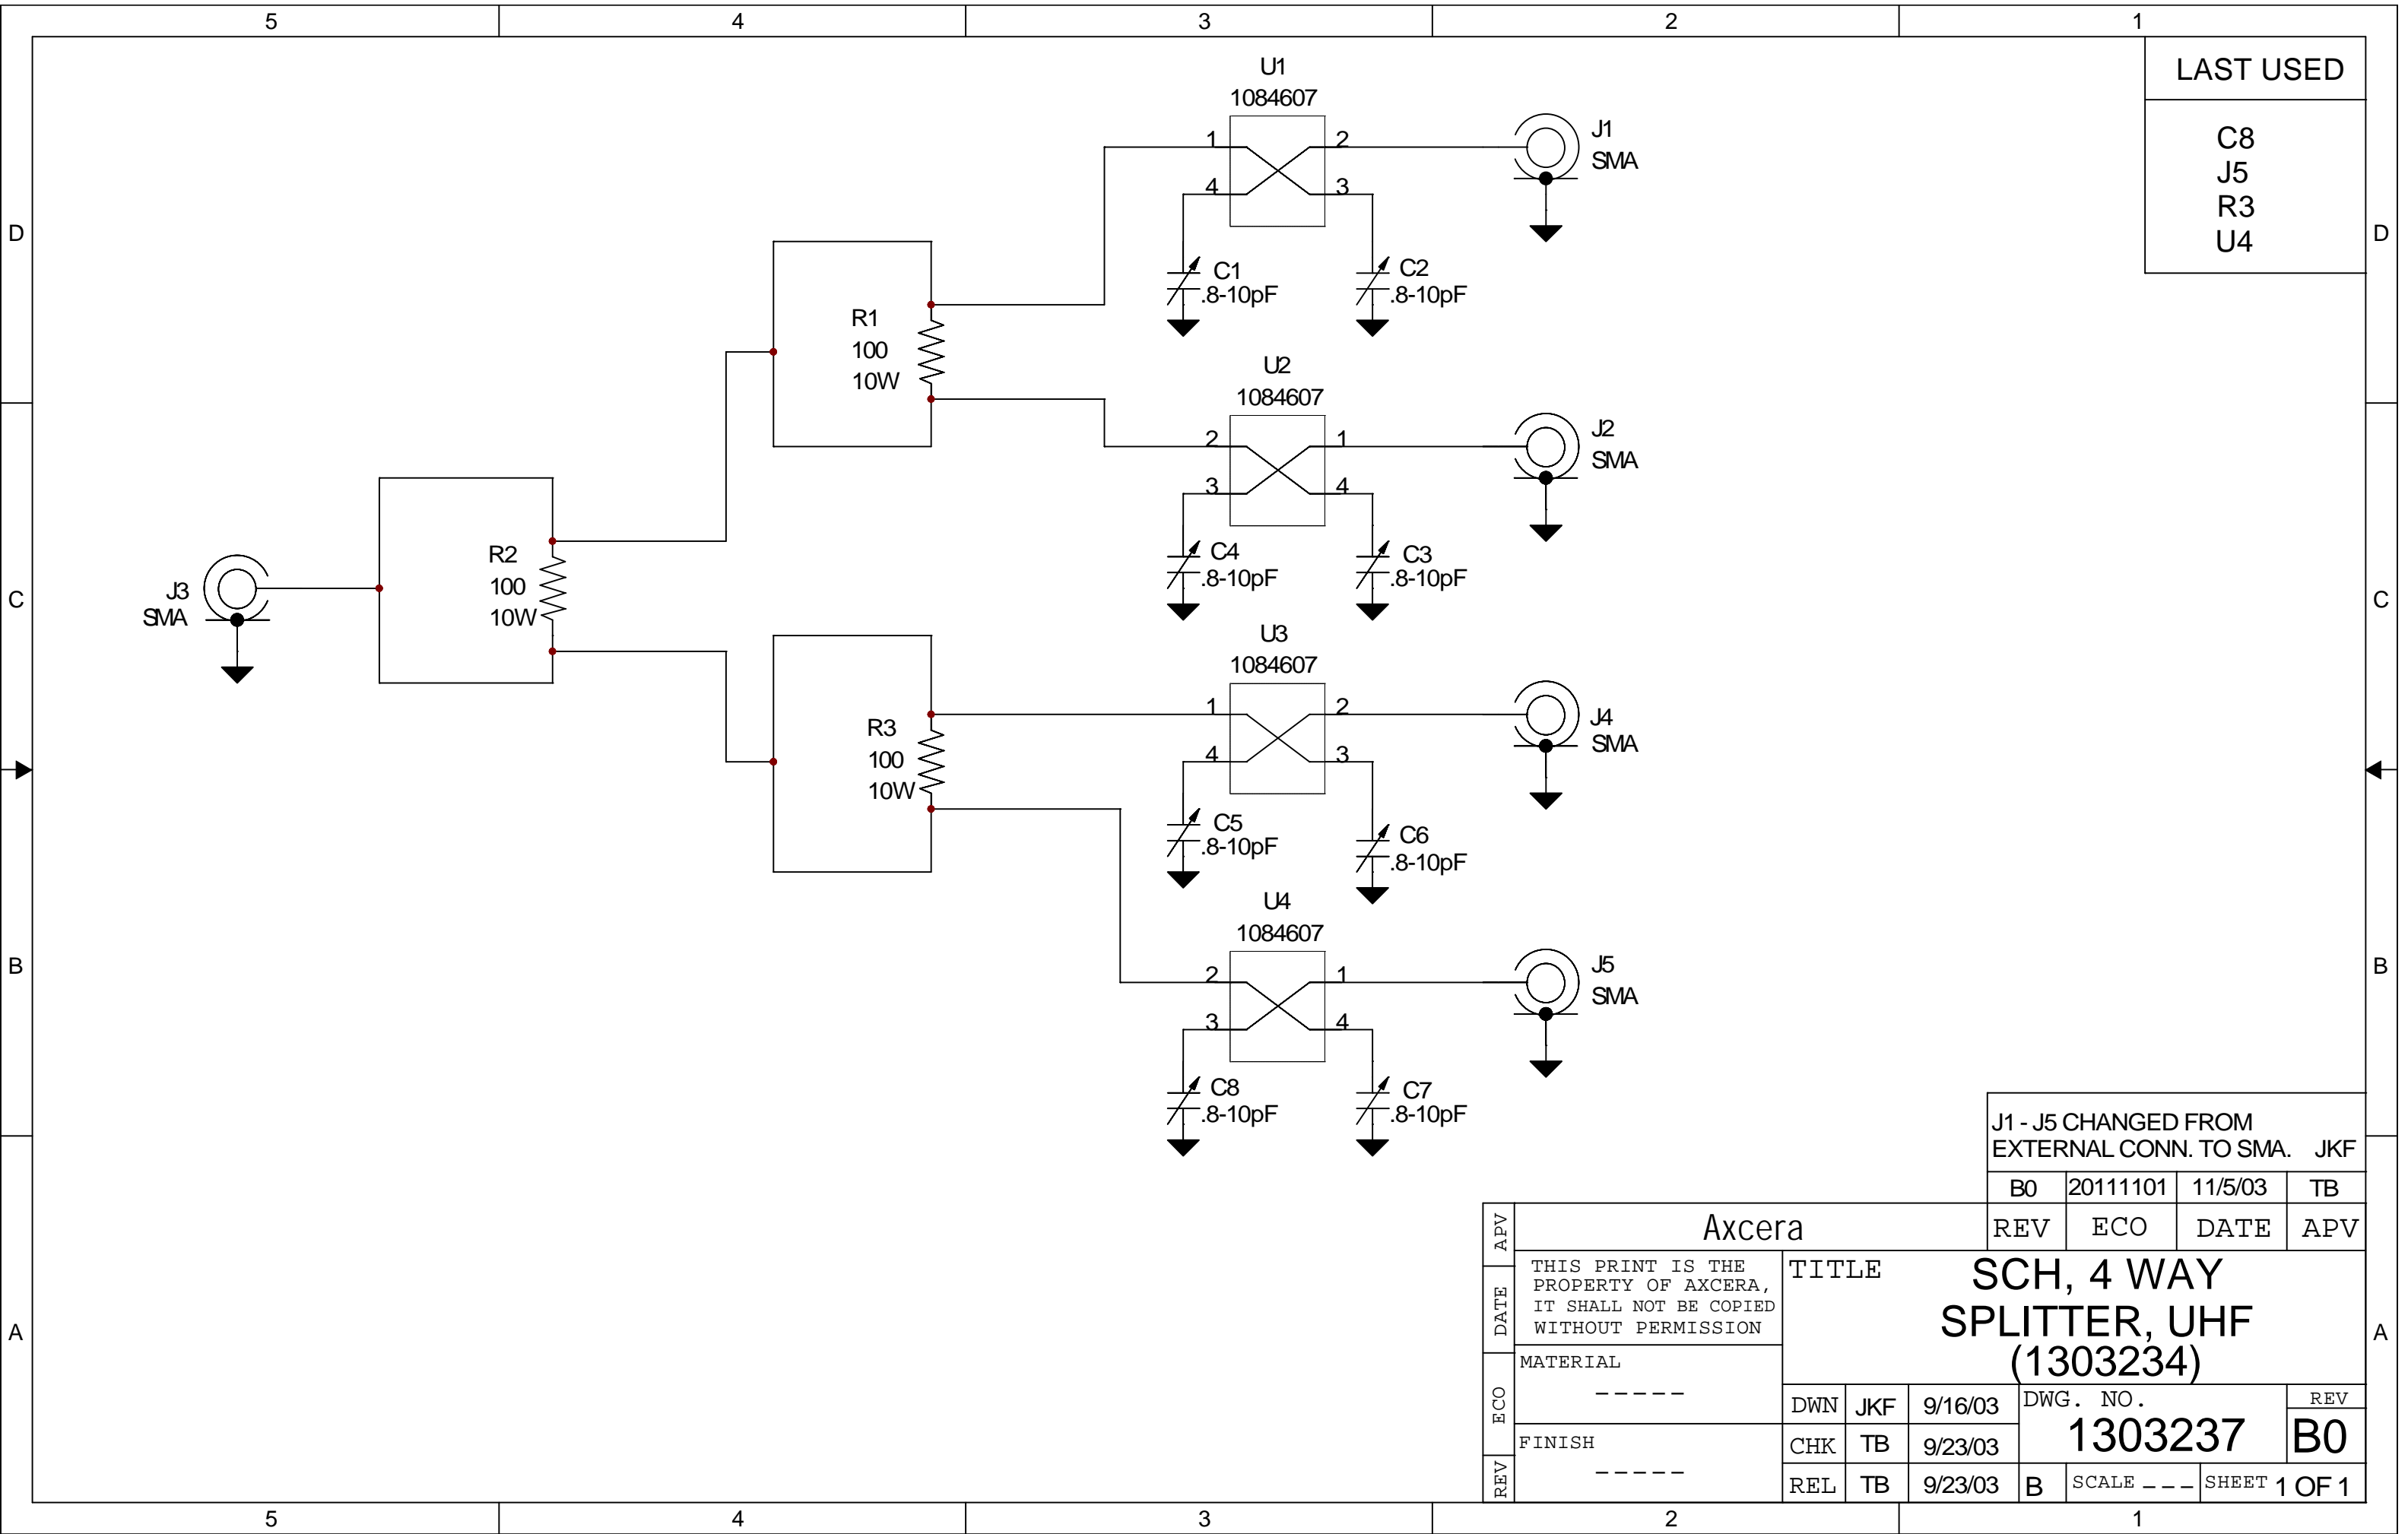 5 4 3 2 1
LAST USED
C8
J5
R3
U4
D
D
U1
1084607
1
2
4
3
J1
SMA
C1
.8-10pF
C2
.8-10pF
R1
100
10W
U2
1084607
2
1
3
4
J2
SMA
C4
.8-10pF
C3
.8-10pF
R2
100
10W
J3
SMA
C
C
U3
1084607
1
2
4
3
J4
SMA
R3
100
10W
C5
.8-10pF
C6
.8-10pF
U4
1084607
2
1
3
4
J5
SMA
B
B
C8
.8-10pF
C7
.8-10pF
J1 - J5 CHANGED FROM
EXTERNAL CONN. TO SMA. JKF
B0 20111101 11/5/03 TB
REV ECO DATE APV
APV
DATE
ECO
REV
Axcera
THIS PRINT IS THE
PROPERTY OF AXCERA,
IT SHALL NOT BE COPIED
WITHOUT PERMISSION
TITLE
SCH, 4 WAY
SPLITTER, UHF
(1303234)
A
A
MATERIAL
-----
FINISH
-----
DWN JKF 9/16/03
CHK TB 9/23/03
REL TB 9/23/03
DWG. NO.
1303237
REV
B0
B
SCALE ---
SHEET 1 OF 1
5 4 3 2 1